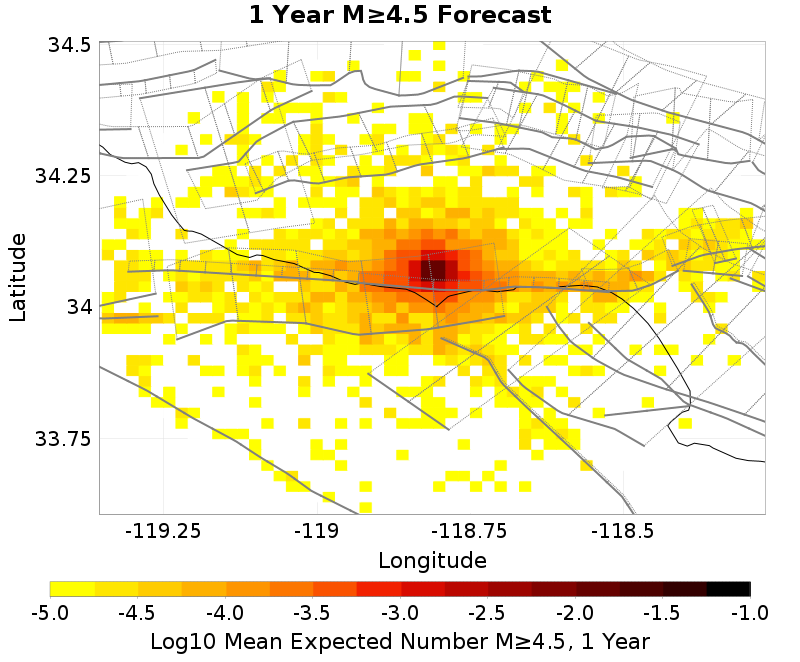 1 Year M≥4.5 Forecast
34.5
34.25
34
33.75
Latitude
-119.25 -119 -118.75 -118.5
Longitude
-5.0 -4.5 -4.0 -3.5 -3.0 -2.5 -2.0 -1.5 -1.0
Log10 Mean Expected Number M≥4.5, 1 Year